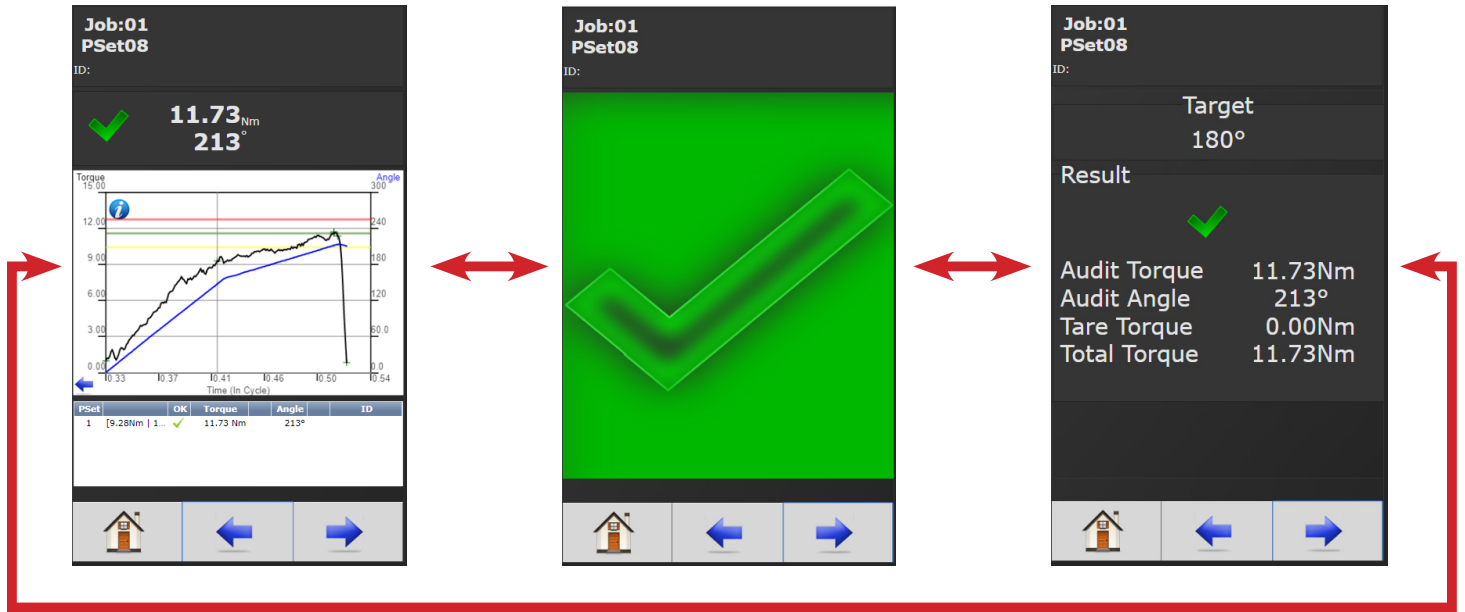 Job:01
PSet08
ID:
11.73Nm
213°
Torque Angle
15.00 300
12.00 240
9.00 180
6.00 120
3.00 60.0
0.00 0.0
0.33 0.37 0.41 0.46 0.50 0.54
Time (In Cycle)
PSet OK Torque Angle ID
1 [9.28Nm | 1... 11.73 Nm 213°
Job:01
PSet08
ID:
Job:01
PSet08
ID:
Target
180°
Result
Audit Torque 11.73Nm
Audit Angle 213°
Tare Torque 0.00Nm
Total Torque 11.73Nm